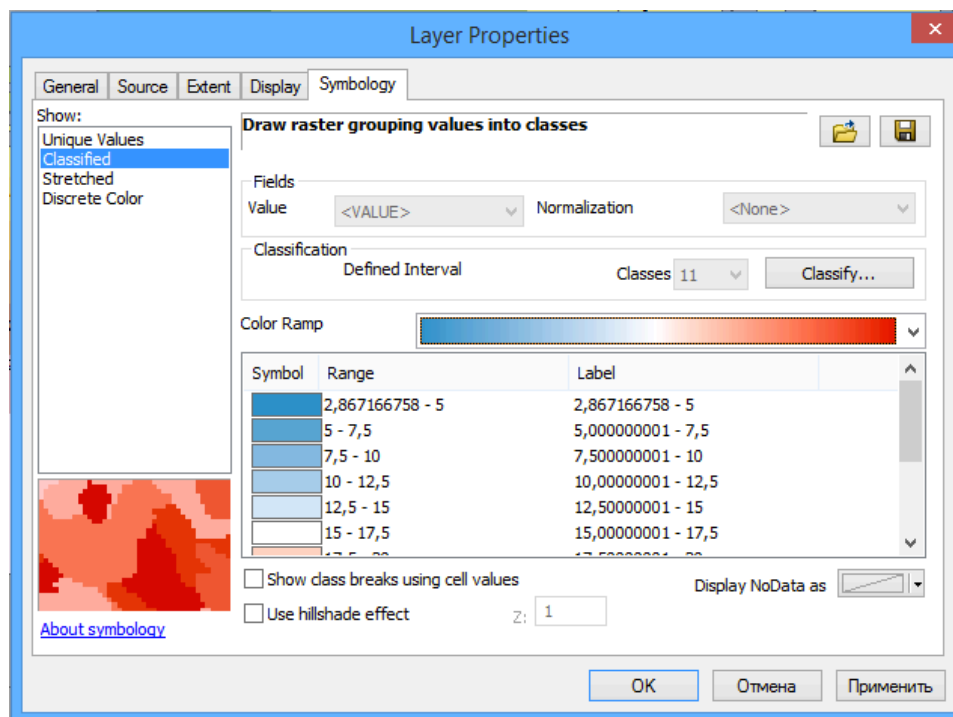 Layer Properties
General Source Extent Display Symbology
Show:
Unique Values
Classified
Stretched
Discrete Color
Draw raster grouping values into classes
Fields
Value <VALUE> Normalization <None>
Classification
Defined Interval Classes 11 Classify...
Color Ramp
Symbol Range Label
2,867166758 - 5 2,867166758 - 5
5 - 7,5 5,000000001 - 7,5
7,5 - 10 7,500000001 - 10
10 - 12,5 10,00000001 - 12,5
12,5 - 15 12,50000001 - 15
15 - 17,5 15,00000001 - 17,5
Show class breaks using cell values Display NoData as
Use hillshade effect Z: 1
About symbology
OK Отмена Применить